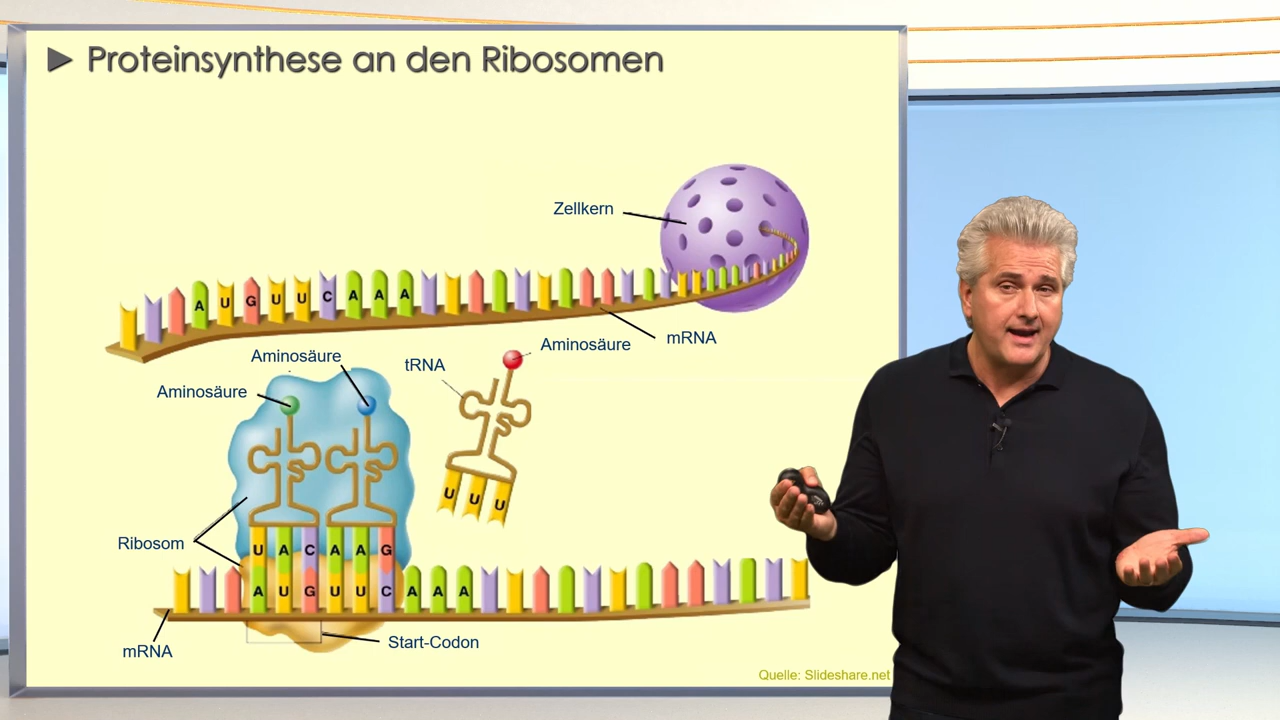 ► Proteinsynthese an den Ribosomen
Zellkern
A U G U U C A A A
mRNA
Aminosäure
Aminosäure
tRNA
Aminosäure
U U U
Ribosom
U A C A A G
A U G U U C A A A
Start-Codon
mRNA
Quelle: Slideshare.net